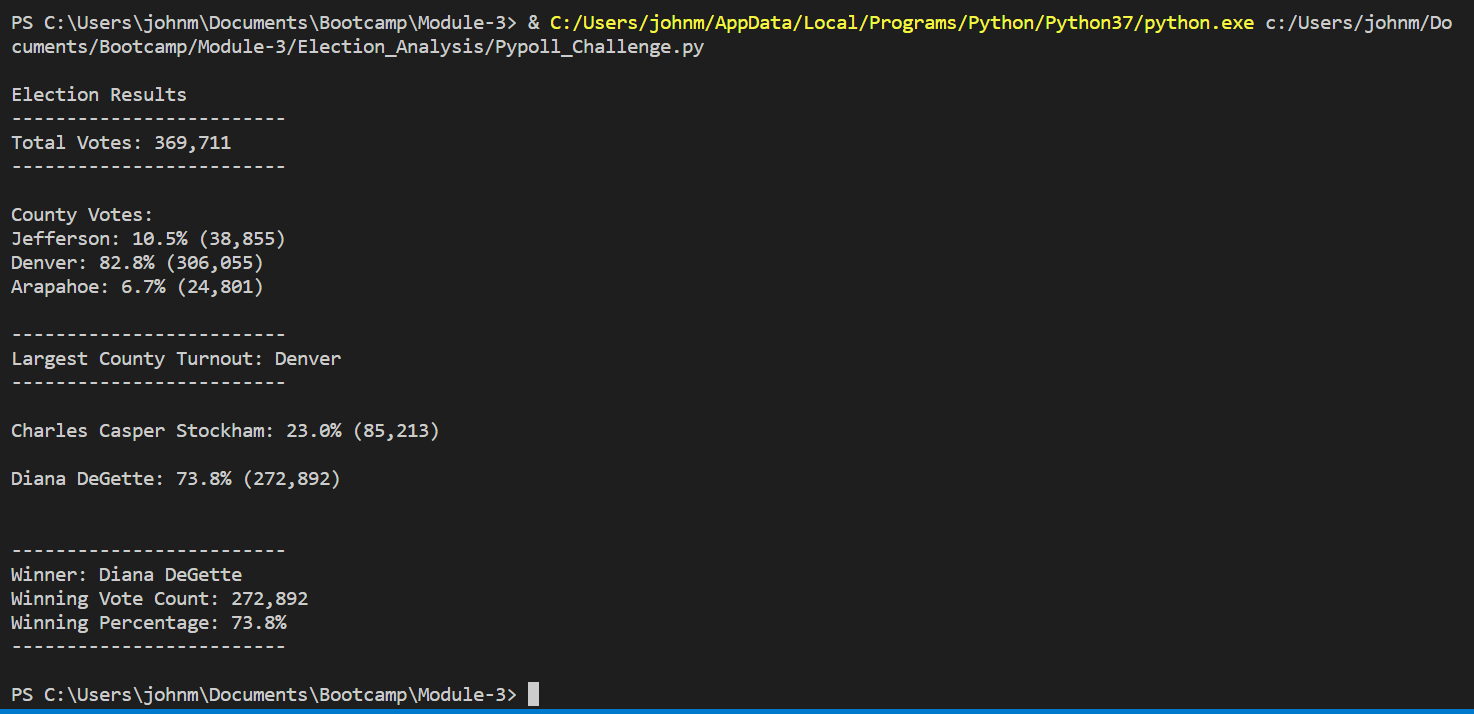 PS C:\Users\johnm\Documents\Bootcamp\Module-3> & C:/Users/johnm/AppData/Local/Programs/Python/Python37/python.exe c:/Users/johnm/Do
cuments/Bootcamp/Module-3/Election_Analysis/Pypoll_Challenge.py
Election Results
-------------------------
Total Votes: 369,711
-------------------------
County Votes:
Jefferson: 10.5% (38,855)
Denver: 82.8% (306,055)
Arapahoe: 6.7% (24,801)
-------------------------
Largest County Turnout: Denver
-------------------------
Charles Casper Stockham: 23.0% (85,213)
Diana DeGette: 73.8% (272,892)
-------------------------
Winner: Diana DeGette
Winning Vote Count: 272,892
Winning Percentage: 73.8%
-------------------------
PS C:\Users\johnm\Documents\Bootcamp\Module-3>